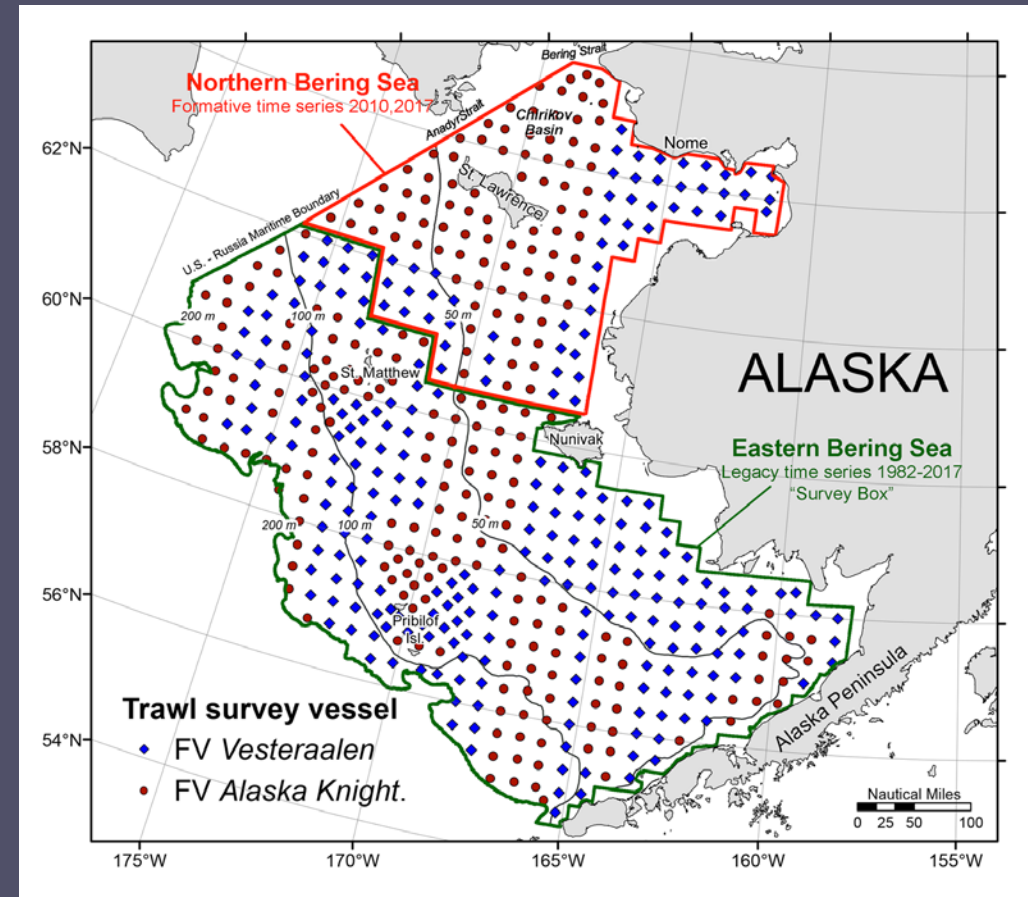 Bering Strait
Northern Bering Sea
Formative time series 2010,2017
Chirikov
Basin
AnadyrStrait
Nome
62°N
St. Lawrence
U.S. - Russia Maritime Boundary
60°N
200 m
100 m
50 m
St. Matthew
ALASKA
58°N
Nunivak
Eastern Bering Sea
Legacy time series 1982-2017
“Survey Box”
200 m
100 m
50 m
56°N
Pribilof
Isl.
Alaska Peninsula
Trawl survey vessel
FV Vesteraalen
FV Alaska Knight.
54°N
Nautical Miles
0 25 50 100
175°W
170°W
165°W
160°W
155°W